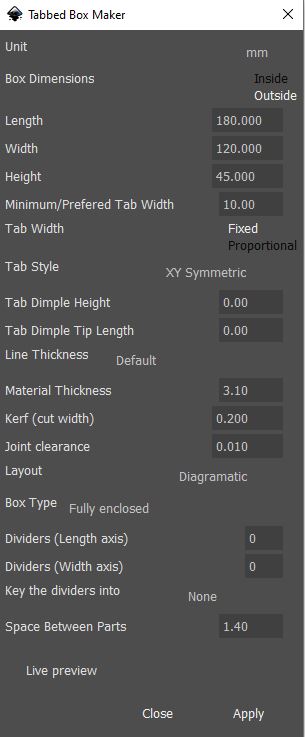 Tabbed Box Maker
Unit
mm
Box Dimensions
Inside
Outside
Length 180.000
Width 120.000
Height 45.000
Minimum/Prefered Tab Width 10.00
Tab Width
Fixed
Proportional
Tab Style
XY Symmetric
Tab Dimple Height 0.00
Tab Dimple Tip Length 0.00
Line Thickness
Default
Material Thickness 3.10
Kerf (cut width) 0.200
Joint clearance 0.010
Layout
Diagramatic
Box Type
Fully enclosed
Dividers (Length axis) 0
Dividers (Width axis) 0
Key the dividers into
None
Space Between Parts 1.40
Live preview
Close Apply